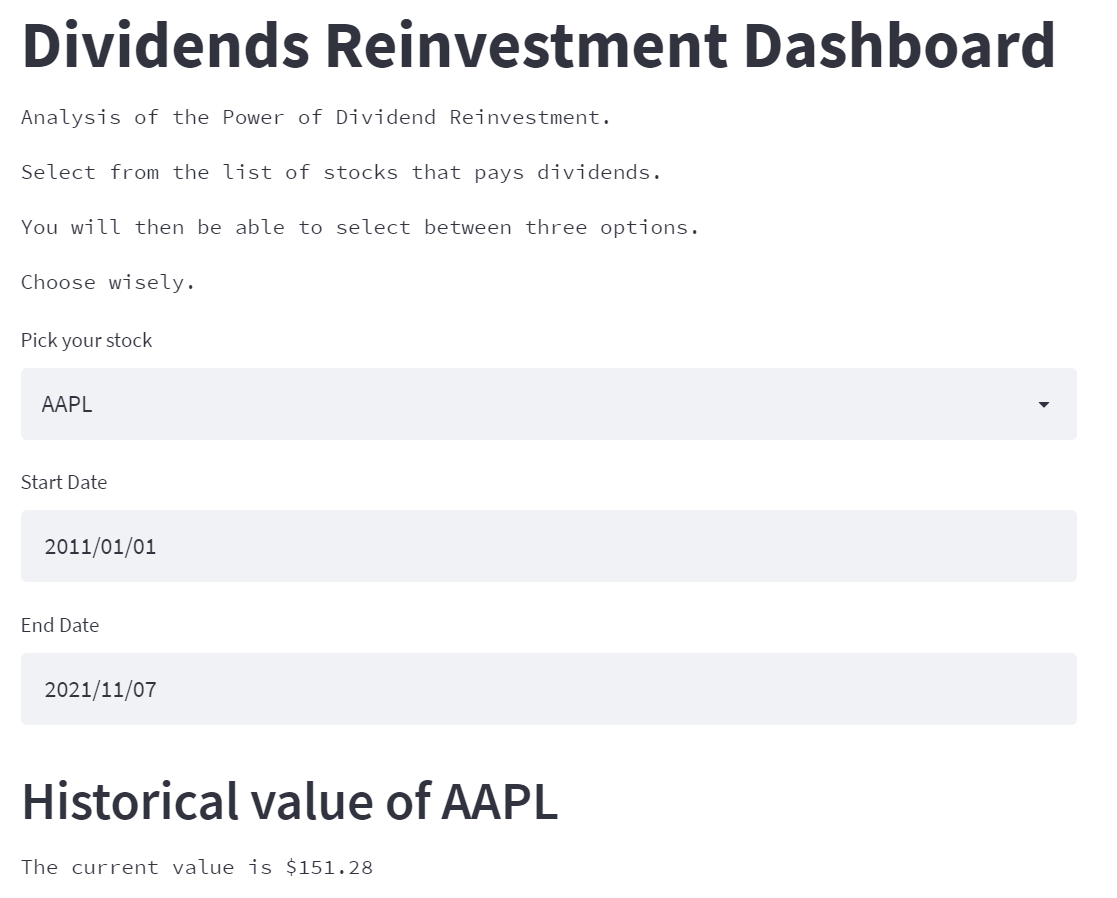 Dividends Reinvestment Dashboard
Analysis of the Power of Dividend Reinvestment.
Select from the list of stocks that pays dividends.
You will then be able to select between three options.
Choose wisely.
Pick your stock
AAPL
Start Date
2011/01/01
End Date
2021/11/07
Historical value of AAPL
The current value is $151.28